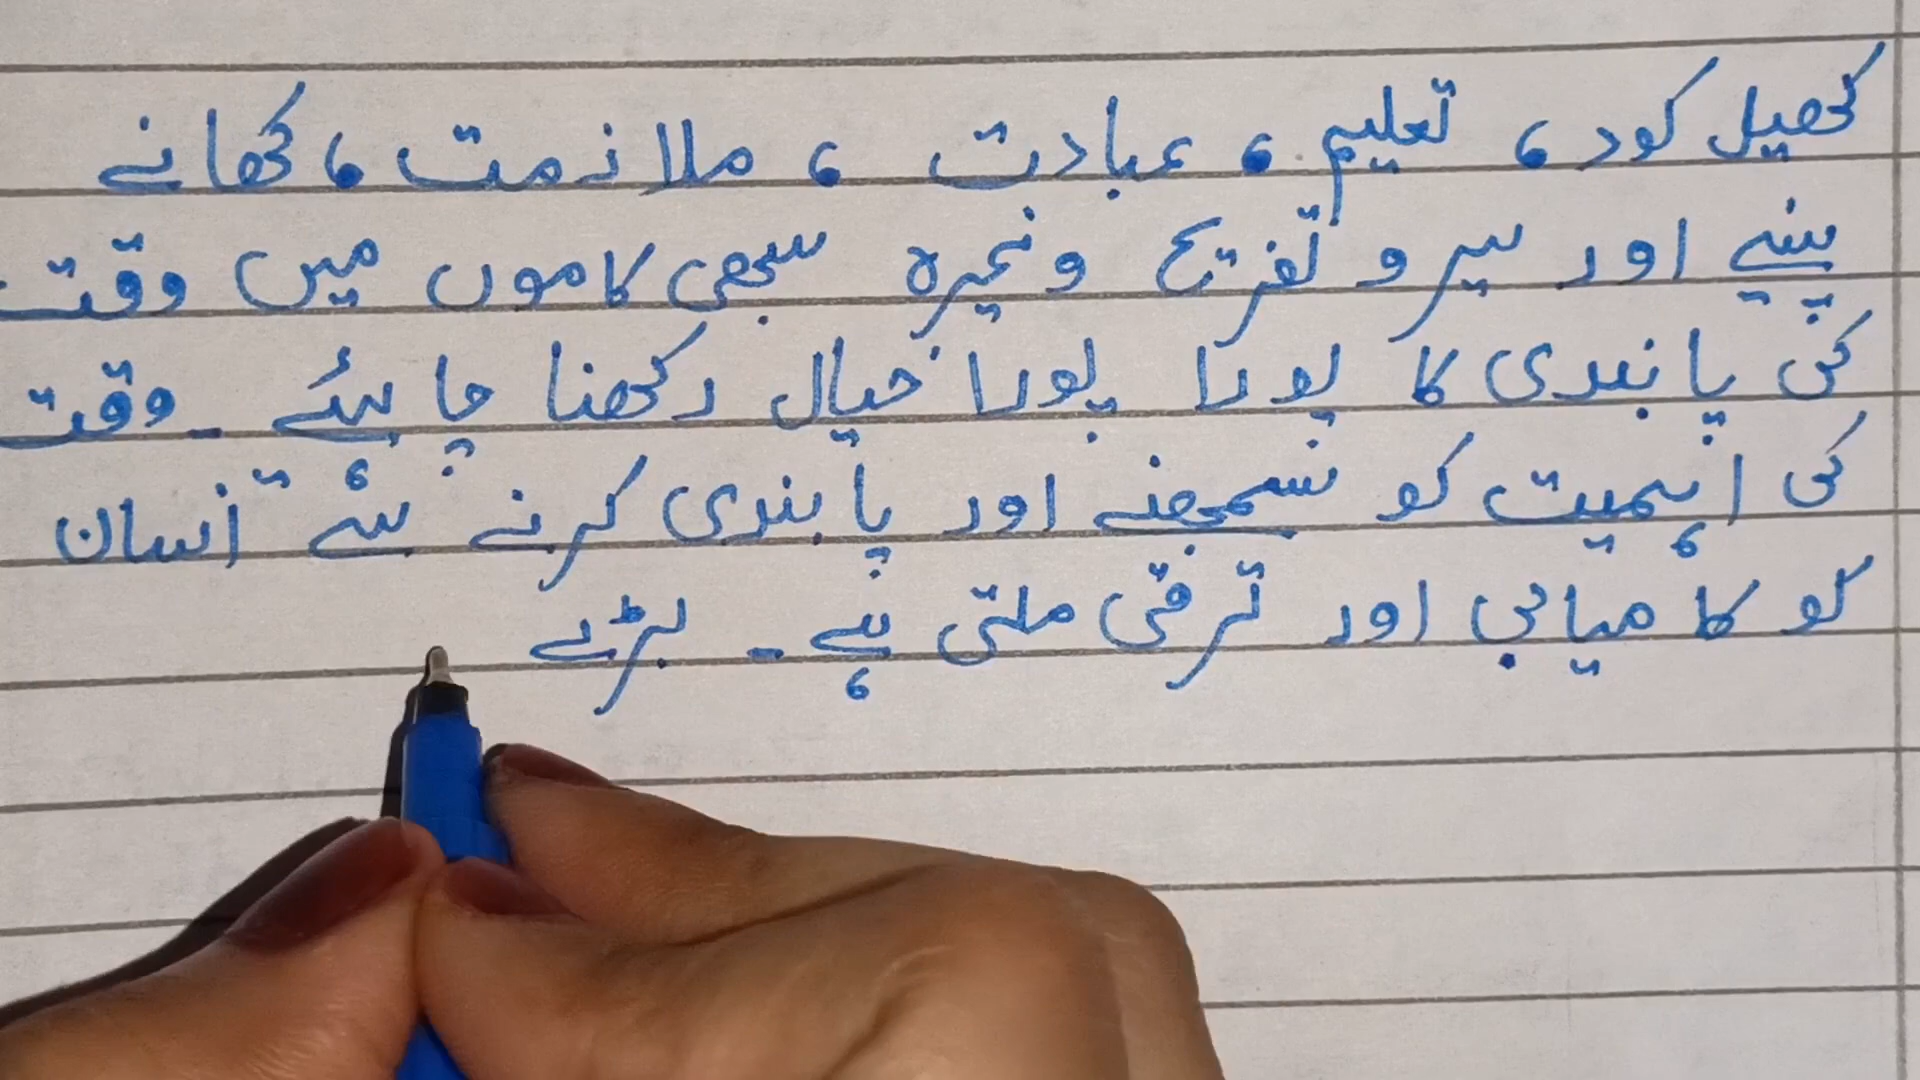 کھیل کود، تعلیم، عبادت، ملازمت، کھانے
پینے اور سیر و تفریح وغیرہ سبھی کاموں میں وقت
کی پابندی کا پورا پورا خیال رکھنا چاہئے ۔ وقت
کی اہمیت کو سمجھنے اور پابندی کرنے سے انسان
کو کامیابی اور ترقی ملتی ہے ۔ بڑے